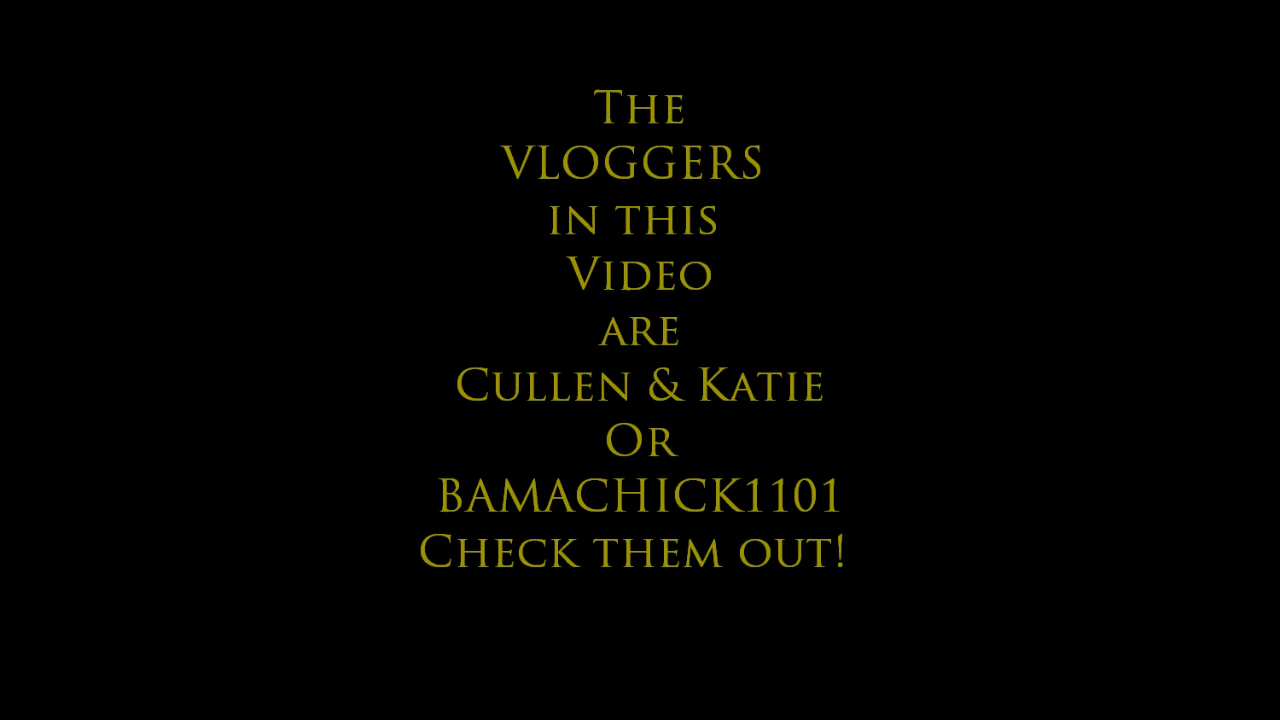 The
VLOGGERS
in this
Video
are
Cullen & Katie
Or
BAMACHICK1101
Check them out!